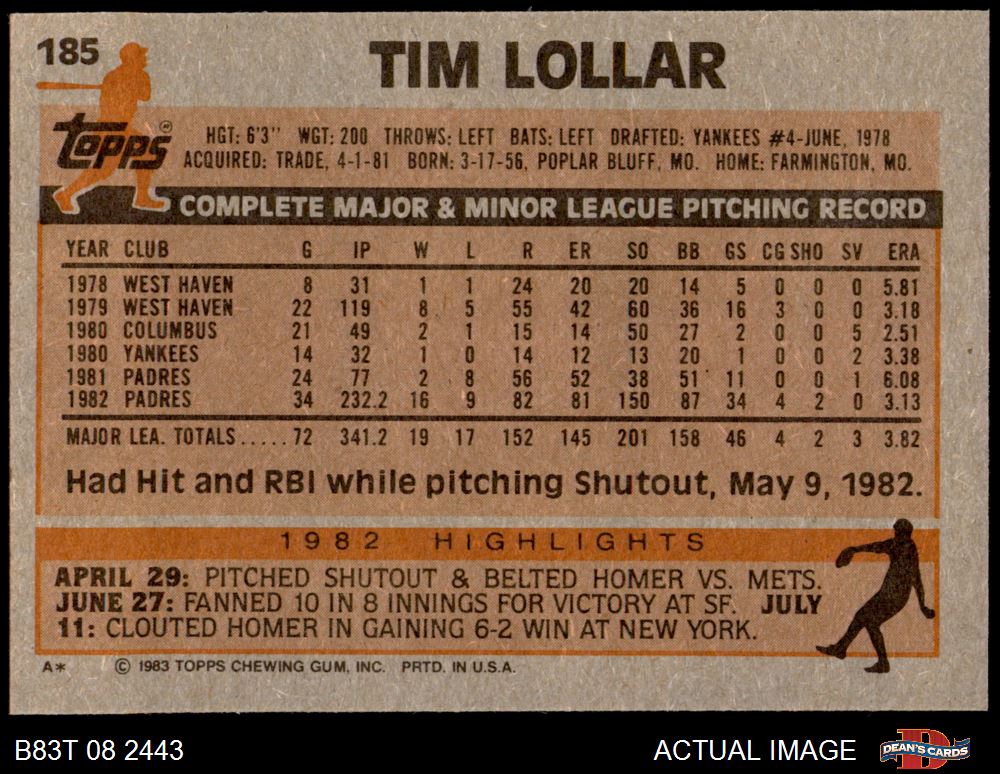 185 TIM LOLLAR
Topps®
HGT: 6'3" WGT: 200 THROWS: LEFT BATS: LEFT DRAFTED: YANKEES #4-JUNE, 1978
ACQUIRED: TRADE, 4-1-81 BORN: 3-17-56, POPLAR BLUFF, MO. HOME: FARMINGTON, MO.
COMPLETE MAJOR & MINOR LEAGUE PITCHING RECORD
YEAR CLUB G IP W L R ER SO BB GS CG SHO SV ERA
1978 WEST HAVEN 8 31 1 1 24 20 20 14 5 0 0 0 5.81
1979 WEST HAVEN 22 119 8 5 55 42 60 36 16 3 0 0 3.18
1980 COLUMBUS 21 49 2 1 15 14 50 27 2 0 0 5 2.51
1980 YANKEES 14 32 1 0 14 12 13 20 1 0 0 2 3.38
1981 PADRES 24 77 2 8 56 52 38 51 11 0 0 1 6.08
1982 PADRES 34 232.2 16 9 82 81 150 87 34 4 2 0 3.13
MAJOR LEA. TOTALS..... 72 341.2 19 17 152 145 201 158 46 4 2 3 3.82
Had Hit and RBI while pitching Shutout, May 9, 1982.
1982 HIGHLIGHTS
APRIL 29: PITCHED SHUTOUT & BELTED HOMER VS. METS.
JUNE 27: FANNED 10 IN 8 INNINGS FOR VICTORY AT SF. JULY
11: CLOUTED HOMER IN GAINING 6-2 WIN AT NEW YORK.
A* © 1983 TOPPS CHEWING GUM, INC. PRTD. IN U.S.A.
B83T 08 2443 ACTUAL IMAGE DEAN'S CARDS